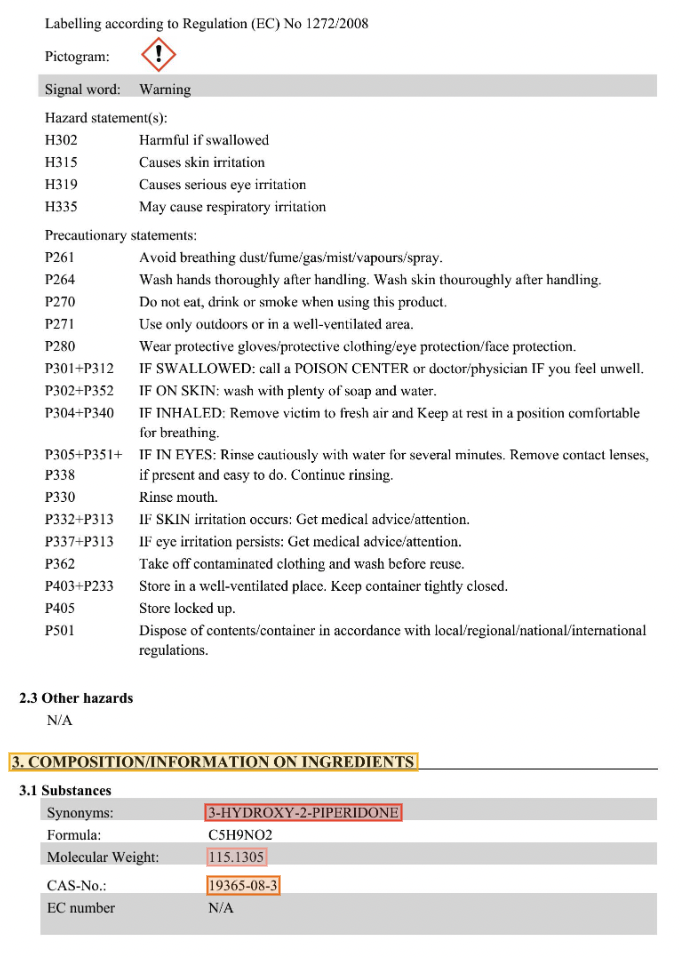 Labelling according to Regulation (EC) No 1272/2008
Pictogram: !
Signal word: Warning
Hazard statement(s):
H302 Harmful if swallowed
H315 Causes skin irritation
H319 Causes serious eye irritation
H335 May cause respiratory irritation
Precautionary statements:
P261 Avoid breathing dust/fume/gas/mist/vapours/spray.
P264 Wash hands thoroughly after handling. Wash skin thouroughly after handling.
P270 Do not eat, drink or smoke when using this product.
P271 Use only outdoors or in a well-ventilated area.
P280 Wear protective gloves/protective clothing/eye protection/face protection.
P301+P312 IF SWALLOWED: call a POISON CENTER or doctor/physician IF you feel unwell.
P302+P352 IF ON SKIN: wash with plenty of soap and water.
P304+P340 IF INHALED: Remove victim to fresh air and Keep at rest in a position comfortable
for breathing.
P305+P351+ IF IN EYES: Rinse cautiously with water for several minutes. Remove contact lenses,
P338 if present and easy to do. Continue rinsing.
P330 Rinse mouth.
P332+P313 IF SKIN irritation occurs: Get medical advice/attention.
P337+P313 IF eye irritation persists: Get medical advice/attention.
P362 Take off contaminated clothing and wash before reuse.
P403+P233 Store in a well-ventilated place. Keep container tightly closed.
P405 Store locked up.
P501 Dispose of contents/container in accordance with local/regional/national/international
regulations.
2.3 Other hazards
N/A
3. COMPOSITION/INFORMATION ON INGREDIENTS
3.1 Substances
Synonyms: 3-HYDROXY-2-PIPERIDONE
Formula: C5H9NO2
Molecular Weight: 115.1305
CAS-No.: 19365-08-3
EC number N/A